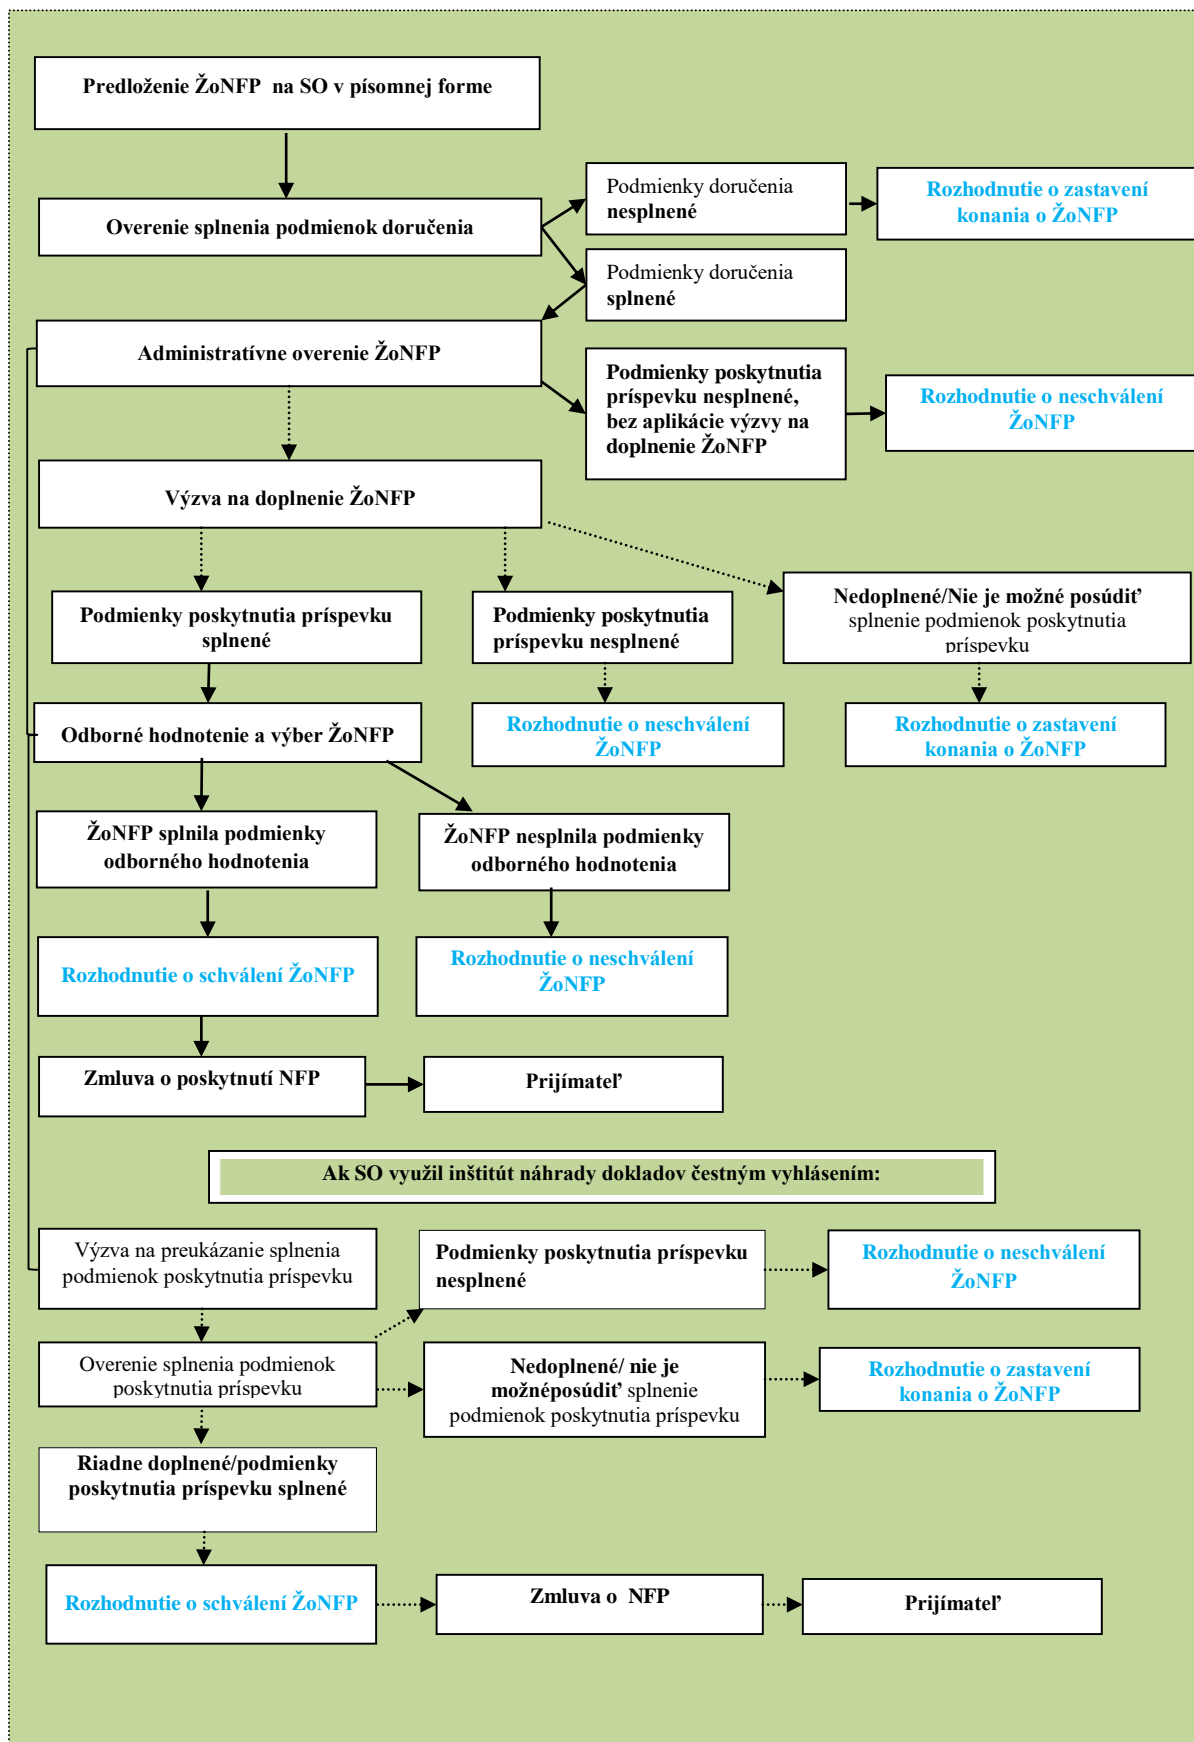 Predloženie ŽoNFP na SO v písomnej forme
Overenie splnenia podmienok doručenia
Podmienky doručenia
nesplnené
Rozhodnutie o zastavení
konania o ŽoNFP
Podmienky doručenia
splnené
Administratívne overenie ŽoNFP
Podmienky poskytnutia
príspevku nesplnené,
bez aplikácie výzvy na
doplnenie ŽoNFP
Rozhodnutie o neschválení
ŽoNFP
Výzva na doplnenie ŽoNFP
Podmienky poskytnutia príspevku
splnené
Podmienky poskytnutia
príspevku nesplnené
Nedoplnené/Nie je možné posúdiť
splnenie podmienok poskytnutia
príspevku
Odborné hodnotenie a výber ŽoNFP
Rozhodnutie o neschválení
ŽoNFP
Rozhodnutie o zastavení
konania o ŽoNFP
ŽoNFP splnila podmienky
odborného hodnotenia
ŽoNFP nesplnila podmienky
odborného hodnotenia
Rozhodnutie o schválení ŽoNFP
Rozhodnutie o neschválení
ŽoNFP
Zmluva o poskytnutí NFP
Prijímateľ
Ak SO využil inštitút náhrady dokladov čestným vyhlásením:
Výzva na preukázanie splnenia
podmienok poskytnutia príspevku
Podmienky poskytnutia príspevku
nesplnené
Rozhodnutie o neschválení
ŽoNFP
Overenie splnenia podmienok
poskytnutia príspevku
Nedoplnené/ nie je
možnéposúdiť splnenie
podmienok poskytnutia príspevku
Rozhodnutie o zastavení
konania o ŽoNFP
Riadne doplnené/podmienky
poskytnutia príspevku splnené
Rozhodnutie o schválení ŽoNFP
Zmluva o NFP
Prijímateľ